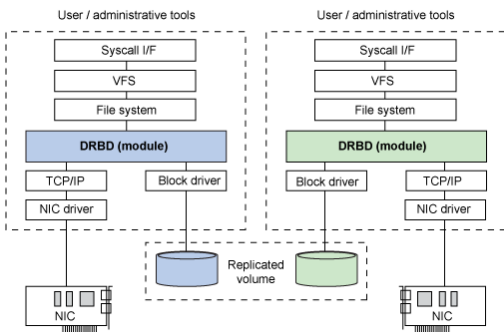 User / administrative tools
Syscall I/F
VFS
File system
DRBD (module)
TCP/IP
Block driver
NIC driver
NIC
User / administrative tools
Syscall I/F
VFS
File system
DRBD (module)
Block driver
TCP/IP
NIC driver
NIC
Replicated
volume